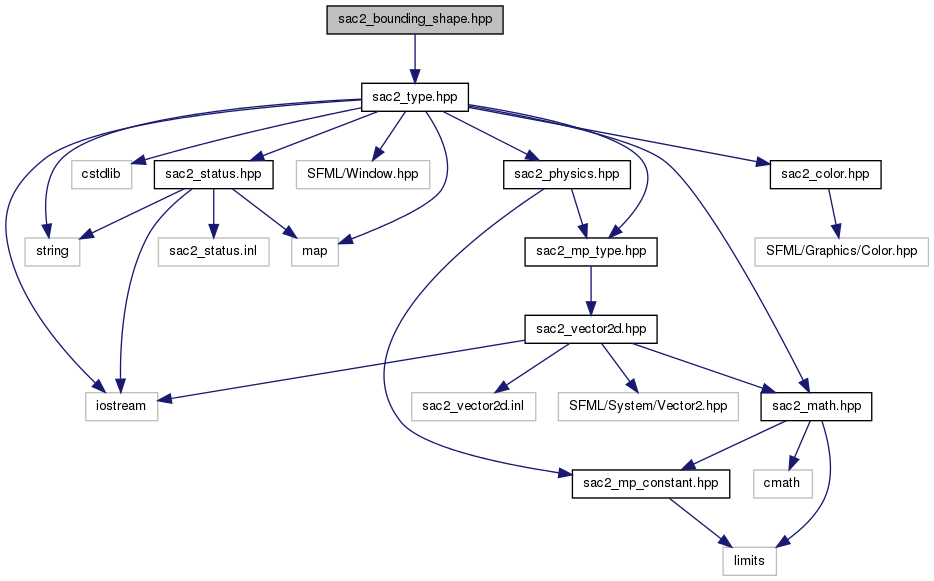 sac2_bounding_shape.hpp
sac2_type.hpp
cstdlib
sac2_status.hpp
SFML/Window.hpp
sac2_physics.hpp
sac2_color.hpp
string
sac2_status.inl
map
sac2_mp_type.hpp
SFML/Graphics/Color.hpp
sac2_vector2d.hpp
iostream
sac2_vector2d.inl
SFML/System/Vector2.hpp
sac2_math.hpp
sac2_mp_constant.hpp
cmath
limits